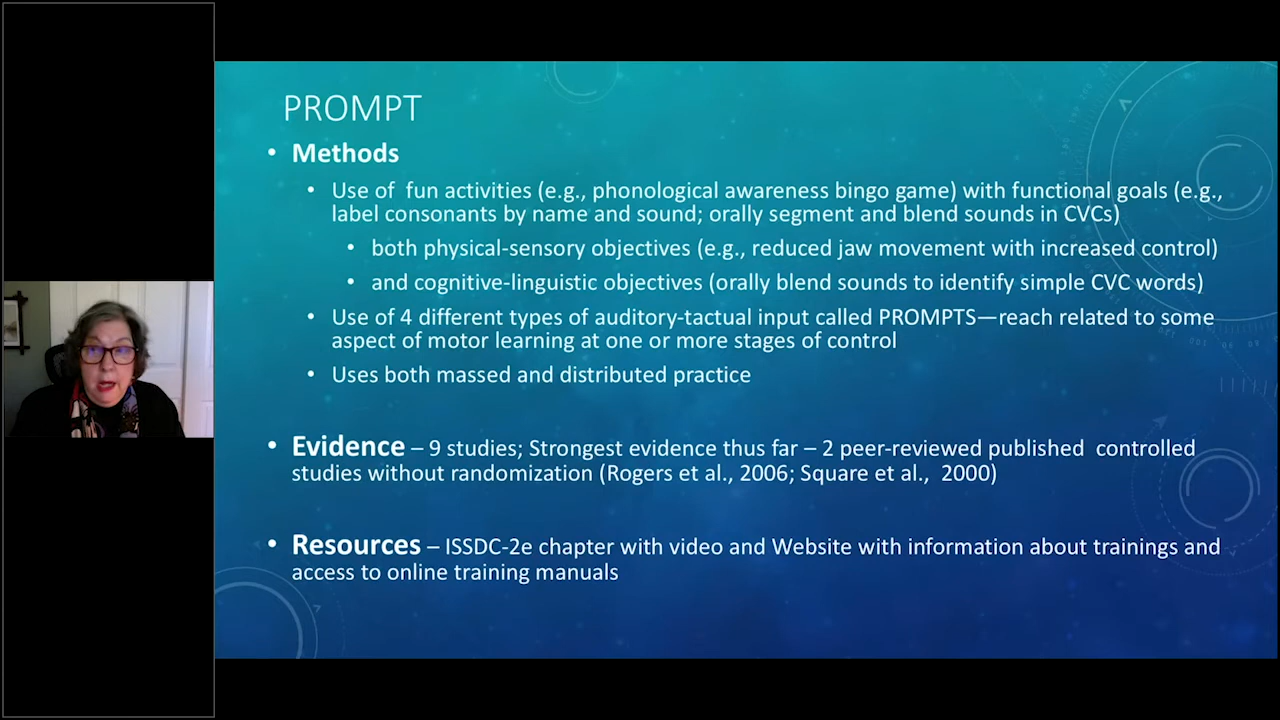 PROMPT
• Methods
• Use of fun activities (e.g., phonological awareness bingo game) with functional goals (e.g.,
label consonants by name and sound; orally segment and blend sounds in CVCs)
• both physical-sensory objectives (e.g., reduced jaw movement with increased control)
• and cognitive-linguistic objectives (orally blend sounds to identify simple CVC words)
• Use of 4 different types of auditory-tactual input called PROMPTS—reach related to some
aspect of motor learning at one or more stages of control
• Uses both massed and distributed practice
• Evidence – 9 studies; Strongest evidence thus far – 2 peer-reviewed published controlled
studies without randomization (Rogers et al., 2006; Square et al., 2000)
• Resources – ISSDC-2e chapter with video and Website with information about trainings and
access to online training manuals